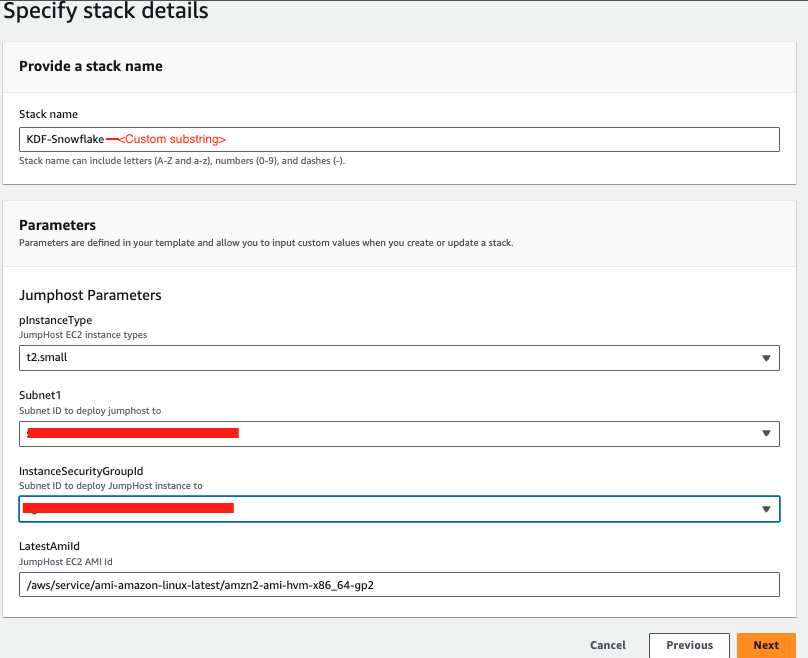 Specify stack details
Provide a stack name
Stack name
KDF-Snowflake —<Custom substring>
Stack name can include letters (A-Z and a-z), numbers (0-9), and dashes (-).
Parameters
Parameters are defined in your template and allow you to input custom values when you create or update a stack.
Jumphost Parameters
pInstanceType
JumpHost EC2 instance types
t2.small
Subnet1
Subnet ID to deploy jumphost to
InstanceSecurityGroupId
Subnet ID to deploy JumpHost instance to
LatestAmiId
JumpHost EC2 AMI Id
/aws/service/ami-amazon-linux-latest/amzn2-ami-hvm-x86_64-gp2
Cancel Previous Next